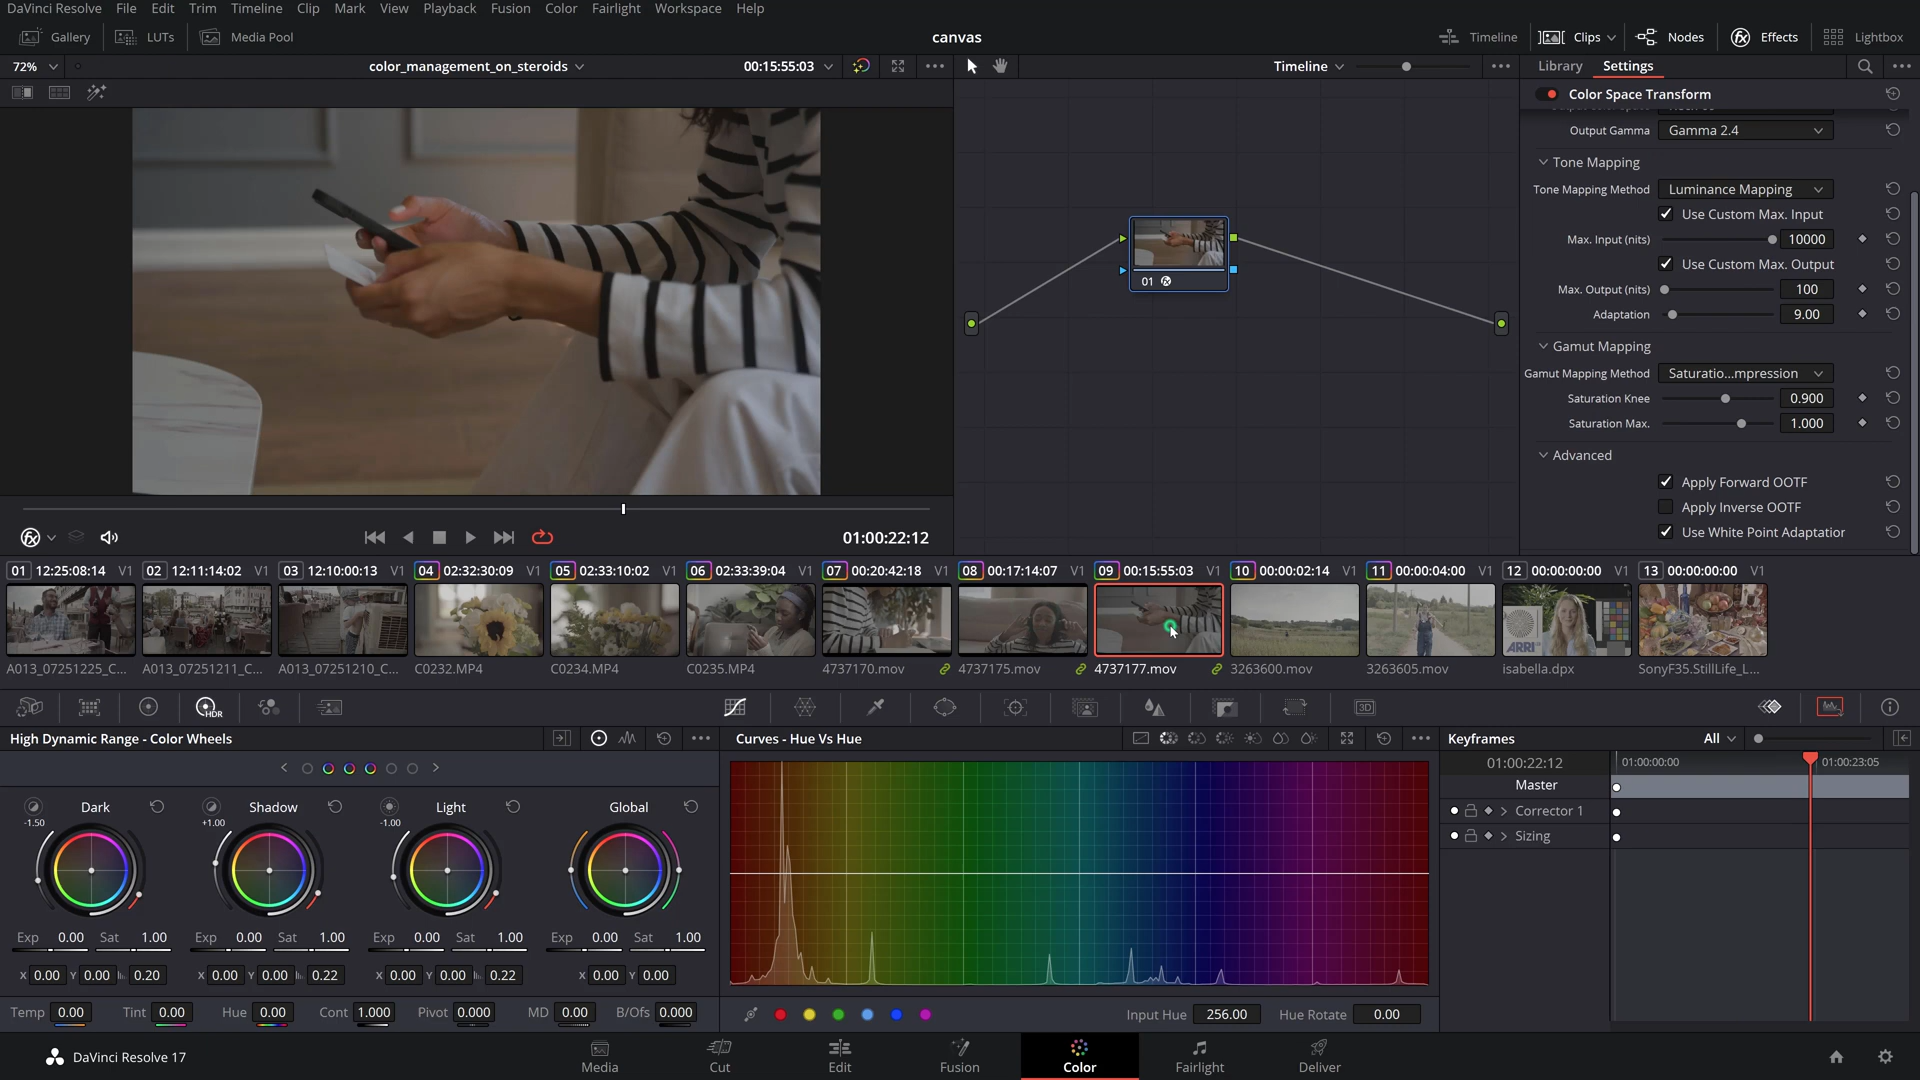 DaVinci Resolve File Edit Trim Timeline Clip Mark View Playback Fusion Color Fairlight Workspace Help
Gallery LUTs Media Pool canvas Timeline Clips Nodes Effects Lightbox
72% color_management_on_steroids 00:15:55:03 Timeline Library Settings
Color Space Transform
Output Gamma Gamma 2.4
Tone Mapping
Tone Mapping Method Luminance Mapping
Use Custom Max. Input
Max. Input (nits) 10000
Use Custom Max. Output
Max. Output (nits) 100
Adaptation 9.00
Gamut Mapping
Gamut Mapping Method Saturatio...mpression
Saturation Knee 0.900
Saturation Max. 1.000
Advanced
Apply Forward OOTF
Apply Inverse OOTF
Use White Point Adaptatior
01
01:00:22:12
01 12:25:08:14 V1 02 12:11:14:02 V1 03 12:10:00:13 V1 04 02:32:30:09 V1 05 02:33:10:02 V1 06 02:33:39:04 V1 07 00:20:42:18 V1 08 00:17:14:07 V1 09 00:15:55:03 V1 10 00:00:02:14 V1 11 00:00:04:00 V1 12 00:00:00:00 V1 13 00:00:00:00 V1
ARRI
A013_07251225_C... A013_07251211_C... A013_07251210_C... C0232.MP4 C0234.MP4 C0235.MP4 4737170.mov 4737175.mov 4737177.mov 3263600.mov 3263605.mov isabella.dpx SonyF35.StillLife_L...
HDR 3D
High Dynamic Range - Color Wheels Curves - Hue Vs Hue Keyframes All
01:00:22:12 01:00:00:00 01:00:23:05
Master
Corrector 1
Sizing
Dark Shadow Light Global
-1.50 +1.00 -1.00
Exp 0.00 Sat 1.00 Exp 0.00 Sat 1.00 Exp 0.00 Sat 1.00 Exp 0.00 Sat 1.00
X 0.00 Y 0.00 0.20 X 0.00 Y 0.00 0.22 X 0.00 Y 0.00 0.22 X 0.00 Y 0.00
Temp 0.00 Tint 0.00 Hue 0.00 Cont 1.000 Pivot 0.000 MD 0.00 B/Ofs 0.000 Input Hue 256.00 Hue Rotate 0.00
DaVinci Resolve 17 Media Cut Edit Fusion Color Fairlight Deliver